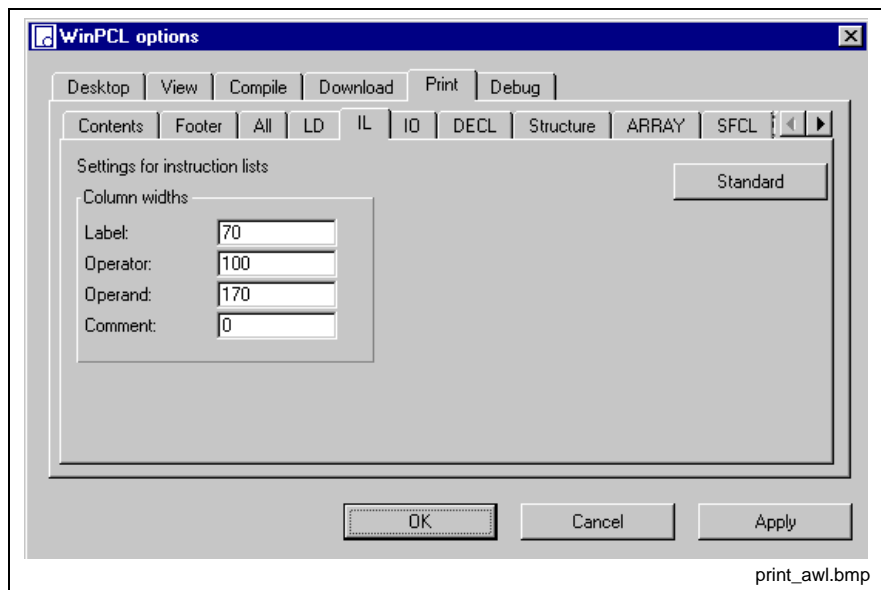 WinPCL options
Desktop View Compile Download Print Debug
Contents Footer All LD IL IO DECL Structure ARRAY SFCL
Settings for instruction lists
Standard
Column widths
Label: 70
Operator: 100
Operand: 170
Comment: 0
OK Cancel Apply
print_awl.bmp